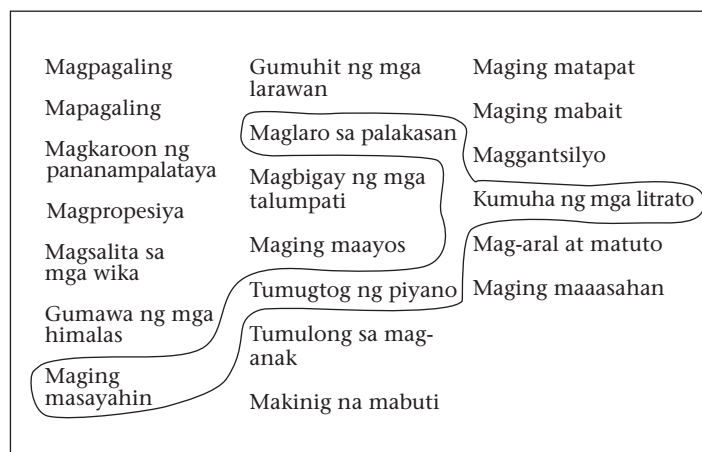 Magpagaling
Mapagaling
Magkaroon ng
pananampalataya
Magpropesiya
Magsalita sa
mga wika
Gumawa ng mga
himalas
Maging
masayahin
Gumuhit ng mga
larawan
Maglaro sa palakasan
Magbigay ng mga
talumpati
Maging maayos
Tumugtog ng piyano
Tumulong sa mag-
anak
Makinig na mabuti
Maging matapat
Maging mabait
Maggantsilyo
Kumuha ng mga litrato
Mag-aral at matuto
Maging maaasahan